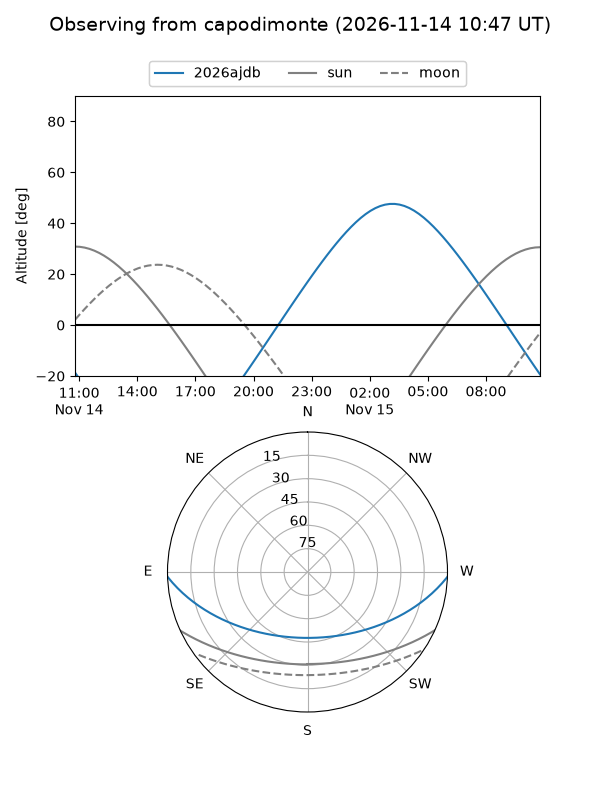 Observing from capodimonte (2026-11-14 10:47 UT)
2026ajdb sun moon
Altitude [deg]
80
60
40
20
0
−20
11:00 14:00 17:00 20:00 23:00 02:00 05:00 08:00
Nov 14 Nov 15
N
NE NW
15
30
45
60
75
E W
SE SW
S